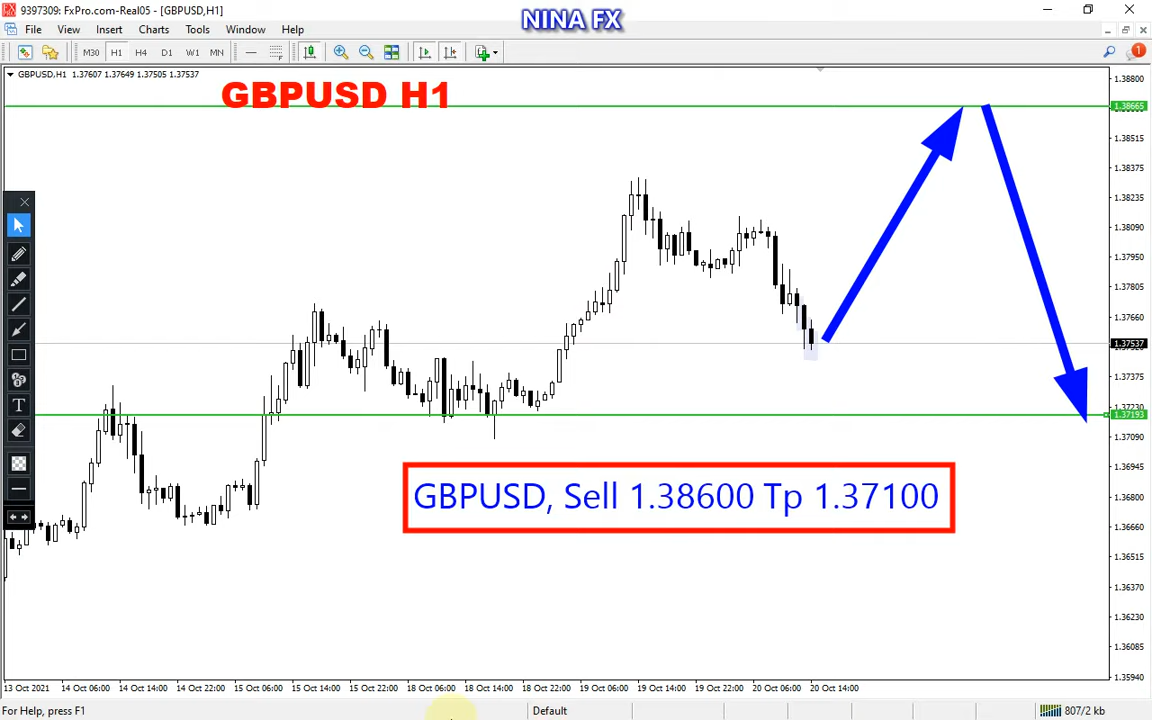 9397309: FxPro.com-Real05 - [GBPUSD,H1]
NINA FX
File View Insert Charts Tools Window Help
M30 H1 H4 D1 W1 MN
1
GBPUSD,H1 1.37607 1.37649 1.37505 1.37537
GBPUSD H1
1.38800
1.38665
1.38515
1.38375
1.38235
1.38090
1.37950
1.37805
1.37660
1.37537
1.37375
1.37230
1.37193
1.37090
1.36945
1.36800
1.36660
1.36515
1.36370
1.36230
1.36085
1.35940
T
GBPUSD, Sell 1.38600 Tp 1.37100
13 Oct 2021 14 Oct 06:00 14 Oct 14:00 14 Oct 22:00 15 Oct 06:00 15 Oct 14:00 15 Oct 22:00 18 Oct 06:00 18 Oct 14:00 18 Oct 22:00 19 Oct 06:00 19 Oct 14:00 19 Oct 22:00 20 Oct 06:00 20 Oct 14:00
For Help, press F1 Default 807/2 kb